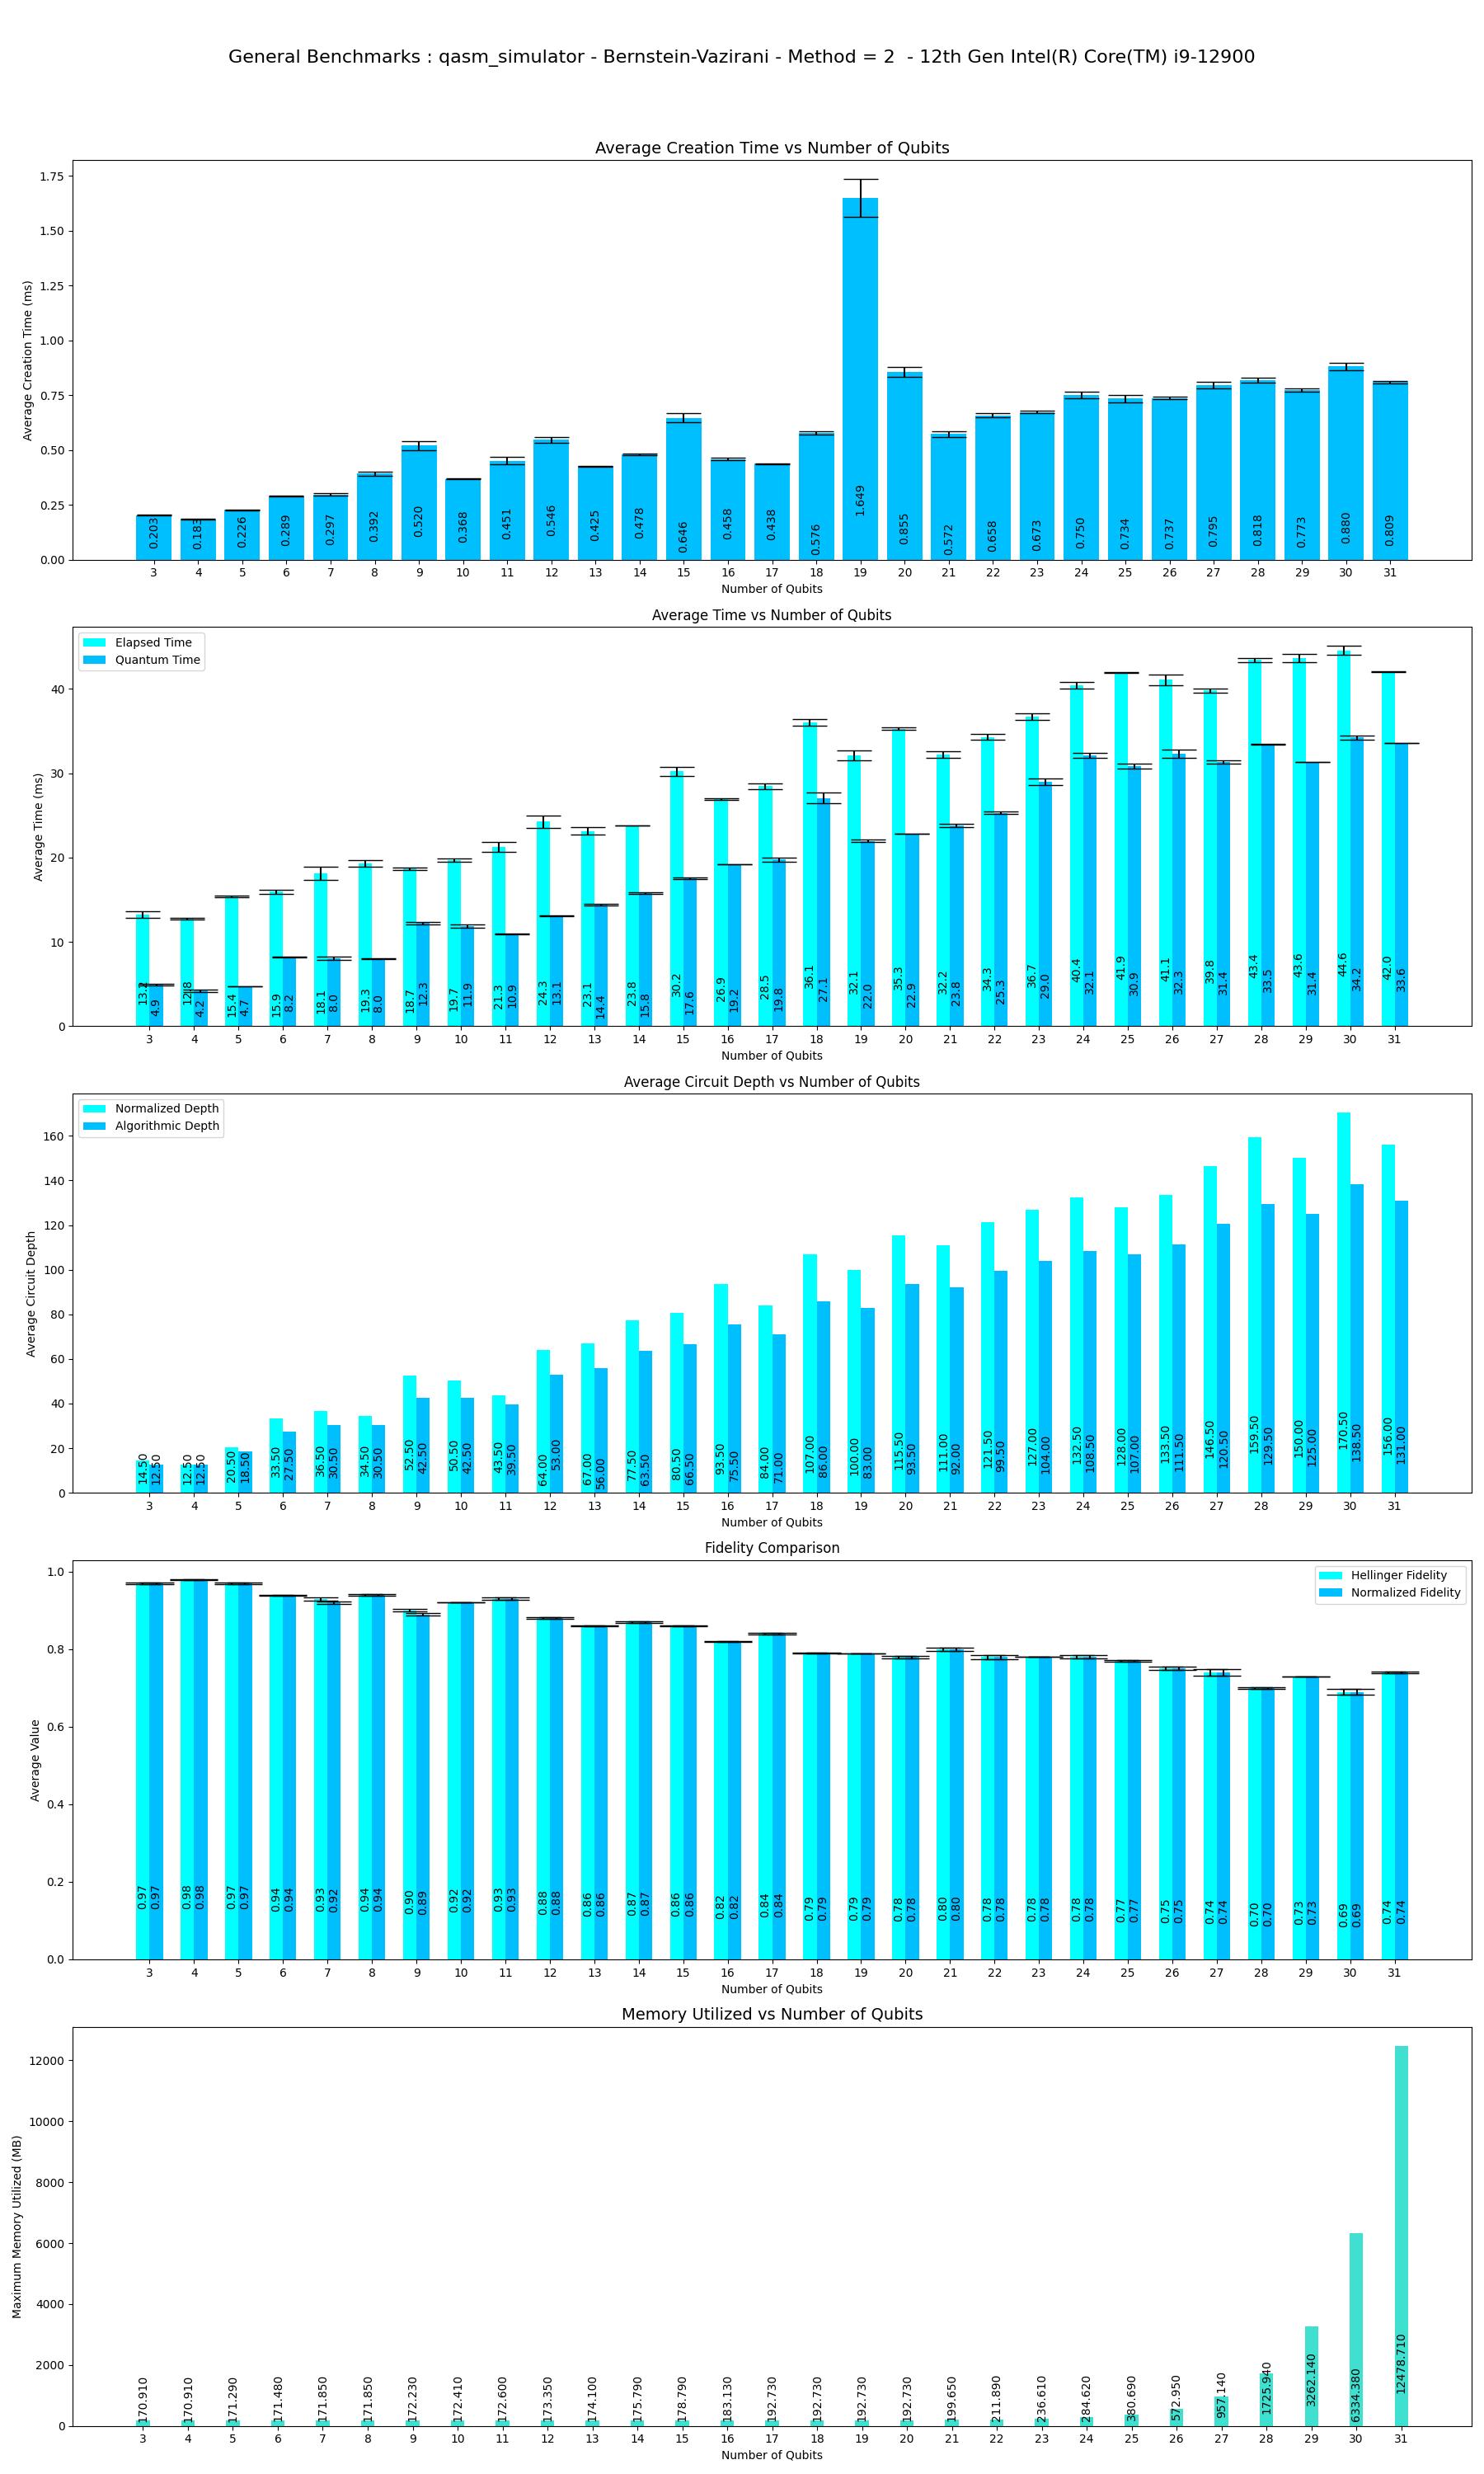 General Benchmarks : qasm_simulator - Bernstein-Vazirani - Method = 2  - 12th Gen Intel(R) Core(TM) i9-12900
Average Creation Time vs Number of Qubits
Average Creation Time (ms)
1.75
1.50
1.25
1.00
0.75
0.50
0.25
0.00
0.203 0.183 0.226 0.289 0.297 0.392 0.520 0.368 0.451 0.546 0.425 0.478 0.646 0.458 0.438 0.576 1.649 0.855 0.572 0.658 0.673 0.750 0.734 0.737 0.795 0.818 0.773 0.880 0.809
3 4 5 6 7 8 9 10 11 12 13 14 15 16 17 18 19 20 21 22 23 24 25 26 27 28 29 30 31
Number of Qubits
Average Time vs Number of Qubits
Elapsed Time
Quantum Time
Average Time (ms)
40
30
20
10
0
13.2 4.9 12.8 4.2 15.4 4.7 15.9 8.2 18.1 8.0 19.3 8.0 18.7 12.3 19.7 11.9 21.3 10.9 24.3 13.1 23.1 14.4 23.8 15.8 30.2 17.6 26.9 19.2 28.5 19.8 36.1 27.1 32.1 22.0 35.3 22.9 32.2 23.8 34.3 25.3 36.7 29.0 40.4 32.1 41.9 30.9 41.1 32.3 39.8 31.4 43.4 33.5 43.6 31.4 44.6 34.2 42.0 33.6
3 4 5 6 7 8 9 10 11 12 13 14 15 16 17 18 19 20 21 22 23 24 25 26 27 28 29 30 31
Number of Qubits
Average Circuit Depth vs Number of Qubits
Normalized Depth
Algorithmic Depth
Average Circuit Depth
160
140
120
100
80
60
40
20
0
14.50 12.50 12.50 12.50 20.50 18.50 33.50 27.50 36.50 30.50 34.50 30.50 52.50 42.50 50.50 42.50 43.50 39.50 64.00 53.00 67.00 56.00 77.50 63.50 80.50 66.50 93.50 75.50 84.00 71.00 107.00 86.00 100.00 83.00 115.50 93.50 111.00 92.00 121.50 99.50 127.00 104.00 132.50 108.50 128.00 107.00 133.50 111.50 146.50 120.50 159.50 129.50 150.00 125.00 170.50 138.50 156.00 131.00
3 4 5 6 7 8 9 10 11 12 13 14 15 16 17 18 19 20 21 22 23 24 25 26 27 28 29 30 31
Number of Qubits
Fidelity Comparison
Hellinger Fidelity
Normalized Fidelity
Average Value
1.0
0.8
0.6
0.4
0.2
0.0
0.97 0.97 0.98 0.98 0.97 0.97 0.94 0.94 0.93 0.92 0.94 0.94 0.90 0.89 0.92 0.92 0.93 0.93 0.88 0.88 0.86 0.86 0.87 0.87 0.86 0.86 0.82 0.82 0.84 0.84 0.79 0.79 0.79 0.79 0.78 0.78 0.80 0.80 0.78 0.78 0.78 0.78 0.78 0.78 0.77 0.77 0.75 0.75 0.74 0.74 0.70 0.70 0.73 0.73 0.69 0.69 0.74 0.74
3 4 5 6 7 8 9 10 11 12 13 14 15 16 17 18 19 20 21 22 23 24 25 26 27 28 29 30 31
Number of Qubits
Memory Utilized vs Number of Qubits
Maximum Memory Utilized (MB)
12000
10000
8000
6000
4000
2000
0
170.910 170.910 171.290 171.480 171.850 171.850 172.230 172.410 172.600 173.350 174.100 175.790 178.790 183.130 192.730 192.730 192.730 192.730 199.650 211.890 236.610 284.620 380.690 572.950 957.140 1725.940 3262.140 6334.380 12478.710
3 4 5 6 7 8 9 10 11 12 13 14 15 16 17 18 19 20 21 22 23 24 25 26 27 28 29 30 31
Number of Qubits